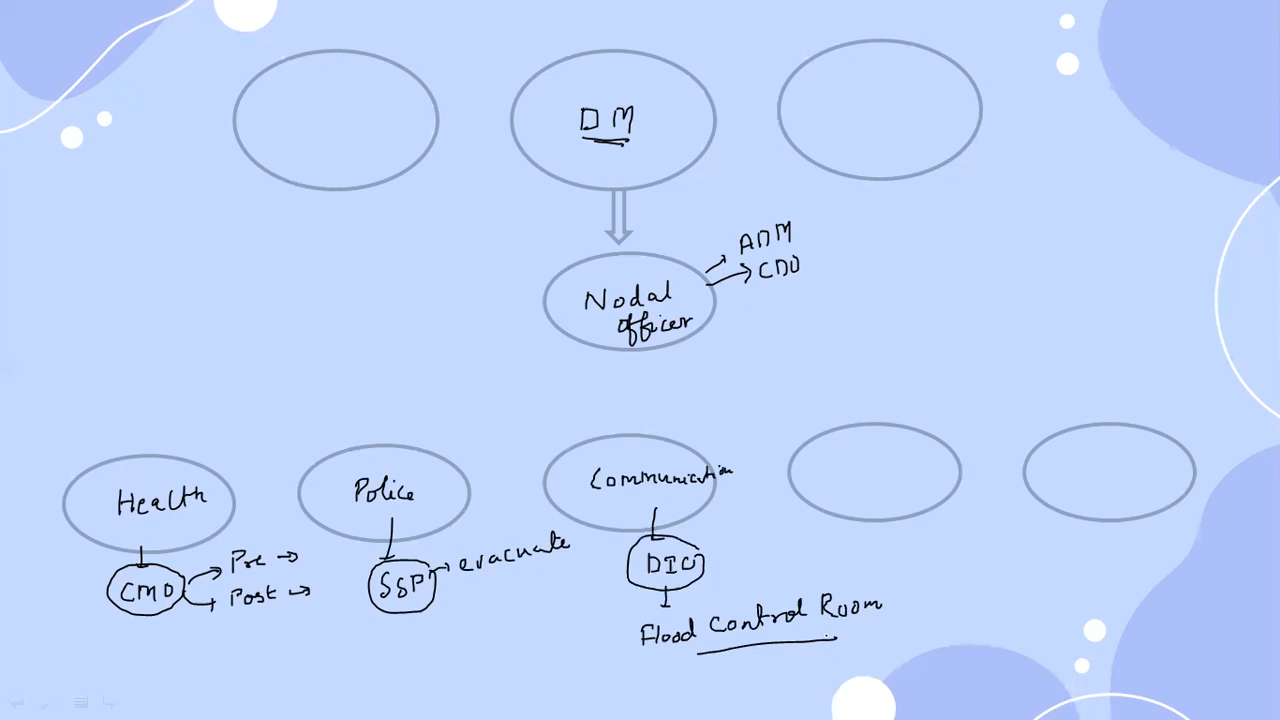 DM
ADM
CDO
Nodal
officer
Health
Police
Communication
CMO
Pre
Post
SSP
evacuate
DIO
Flood Control Room